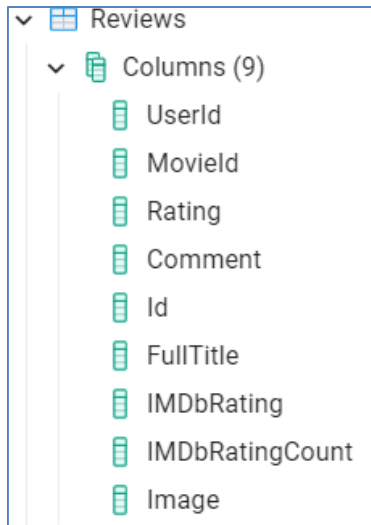 Reviews
Columns (9)
UserId
MovieId
Rating
Comment
Id
FullTitle
IMDbRating
IMDbRatingCount
Image